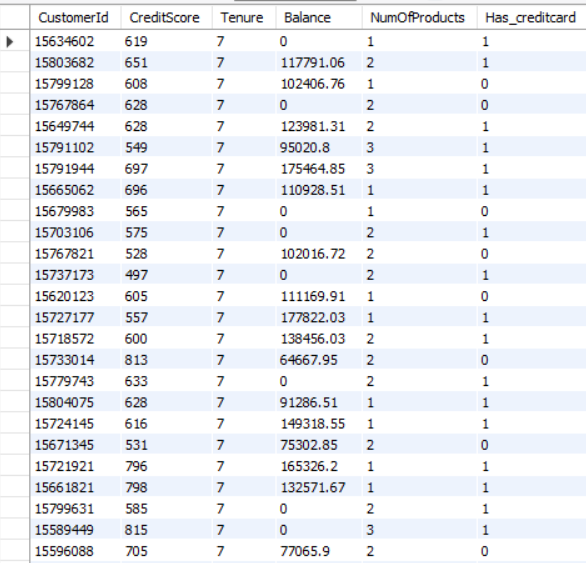 CustomerId CreditScore Tenure Balance NumOfProducts Has_creditcard
15634602 619 7 0 1 1
15803682 651 7 117791.06 2 1
15799128 608 7 102406.76 1 0
15767864 628 7 0 2 0
15649744 628 7 123981.31 2 1
15791102 549 7 95020.8 3 1
15791944 697 7 175464.85 3 1
15665062 696 7 110928.51 1 1
15679983 565 7 0 1 0
15703106 575 7 0 2 1
15767821 528 7 102016.72 2 0
15737173 497 7 0 2 1
15620123 605 7 111169.91 1 0
15727177 557 7 177822.03 1 1
15718572 600 7 138456.03 2 1
15733014 813 7 64667.95 2 0
15779743 633 7 0 2 1
15804075 628 7 91286.51 1 1
15724145 616 7 149318.55 1 1
15671345 531 7 75302.85 2 0
15721921 796 7 165326.2 1 1
15661821 798 7 132571.67 1 1
15799631 585 7 0 2 1
15589449 815 7 0 3 1
15596088 705 7 77065.9 2 0